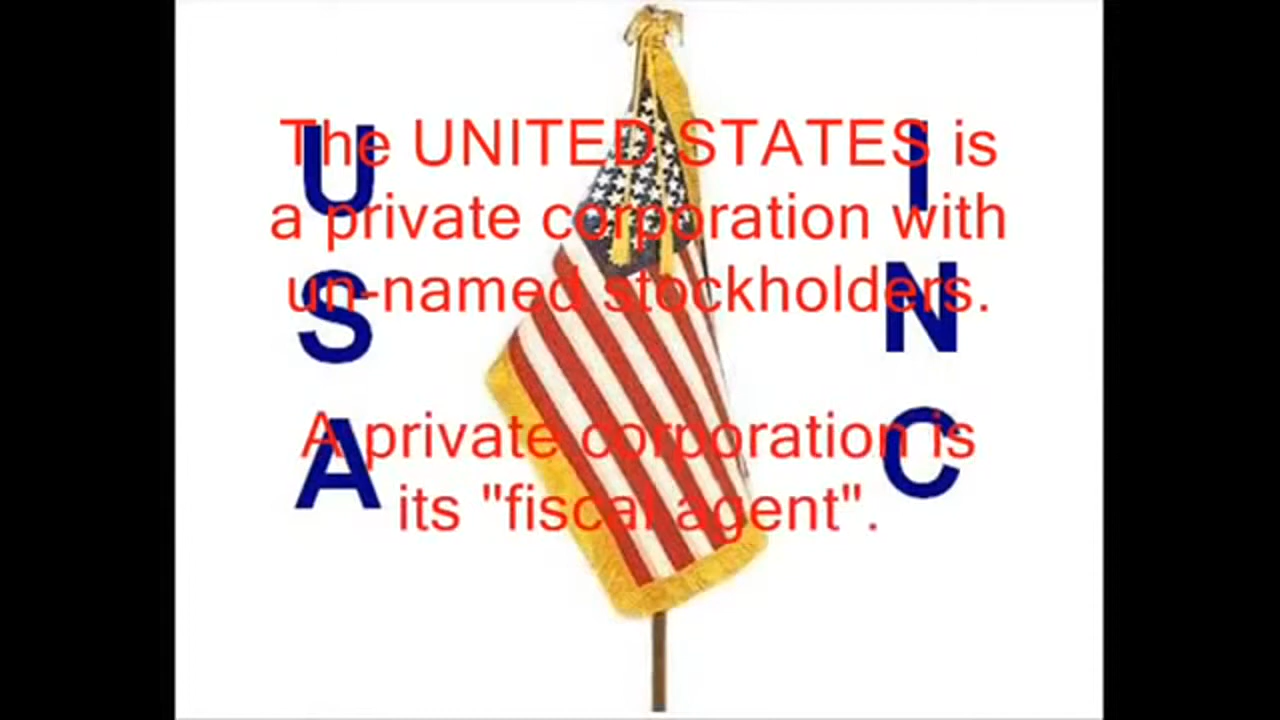 The UNITED STATES is
a private corporation with
un-named stockholders.
A private corporation is
its "fiscal agent".
U
S
A
I
N
C